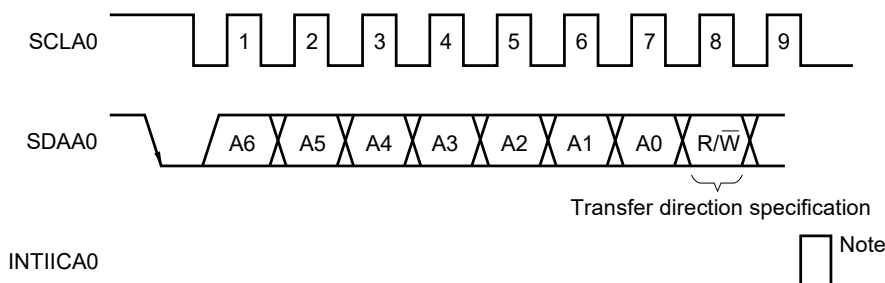 SCLA0 1 2 3 4 5 6 7 8 9
SDAA0 A6 A5 A4 A3 A2 A1 A0 R/W̅
Transfer direction specification
INTIICA0 Note